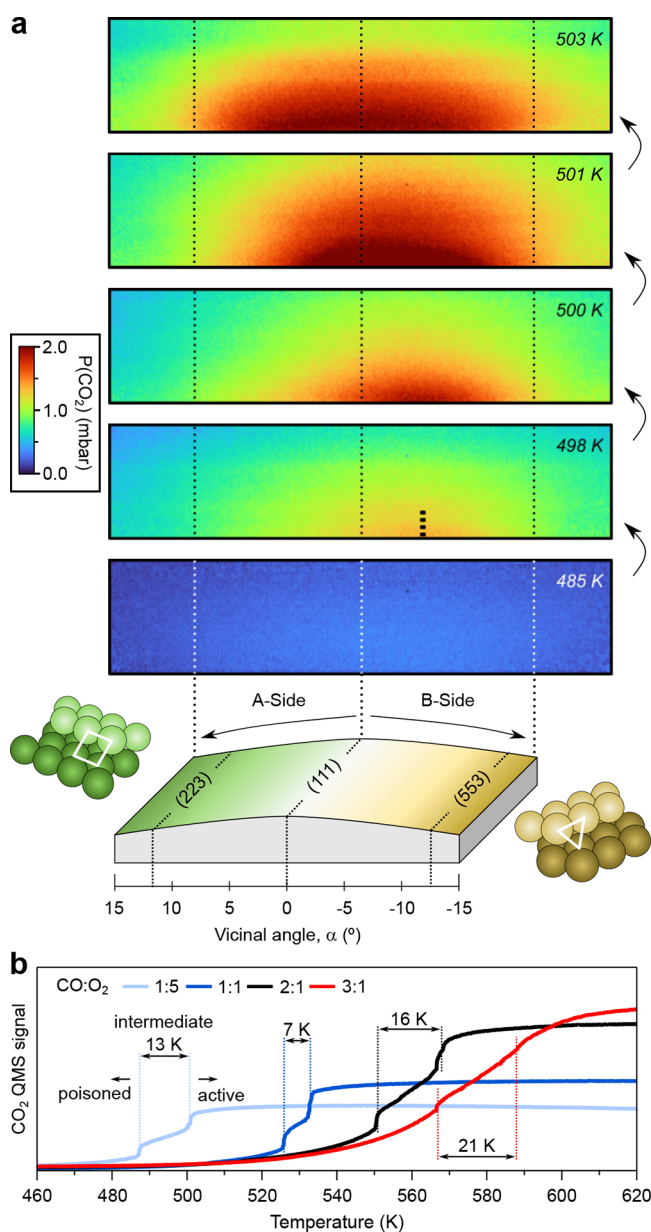 a
503 K
501 K
500 K
2.0
1.0
0.0
P(CO₂) (mbar)
498 K
485 K
A-Side
B-Side
(223)
(111)
(553)
15
10
5
0
-5
-10
-15
Vicinal angle, α (º)
b
CO:O₂
1:5
1:1
2:1
3:1
intermediate
13 K
7 K
16 K
poisoned
active
21 K
CO₂ QMS signal
460
480
500
520
540
560
580
600
620
Temperature (K)